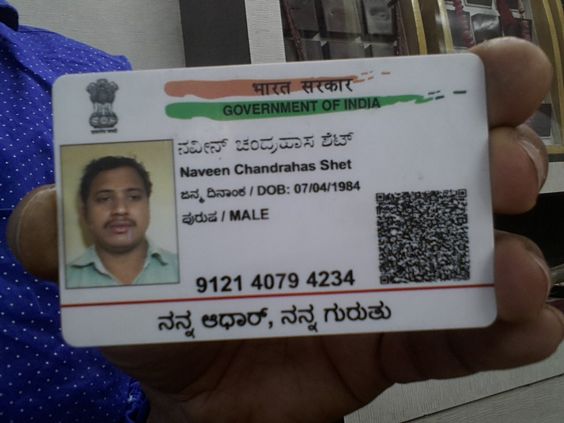 भारत सरकार
GOVERNMENT OF INDIA
ನವೀನ್ ಚಂದ್ರಹಾಸ ಶೆಟ್
Naveen Chandrahas Shet
ಜನ್ಮ ದಿನಾಂಕ / DOB: 07/04/1984
ಪುರುಷ / MALE
9121 4079 4234
ನನ್ನ ಆಧಾರ್, ನನ್ನ ಗುರುತು